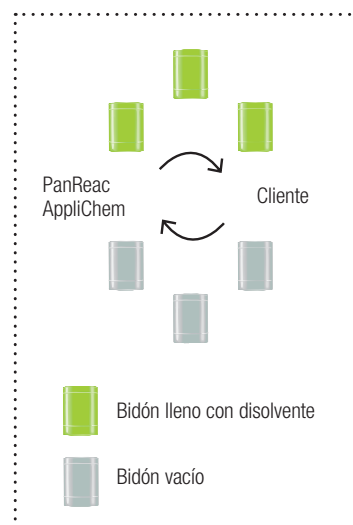 PanReac
AppliChem
Cliente
Bidón lleno con disolvente
Bidón vacío